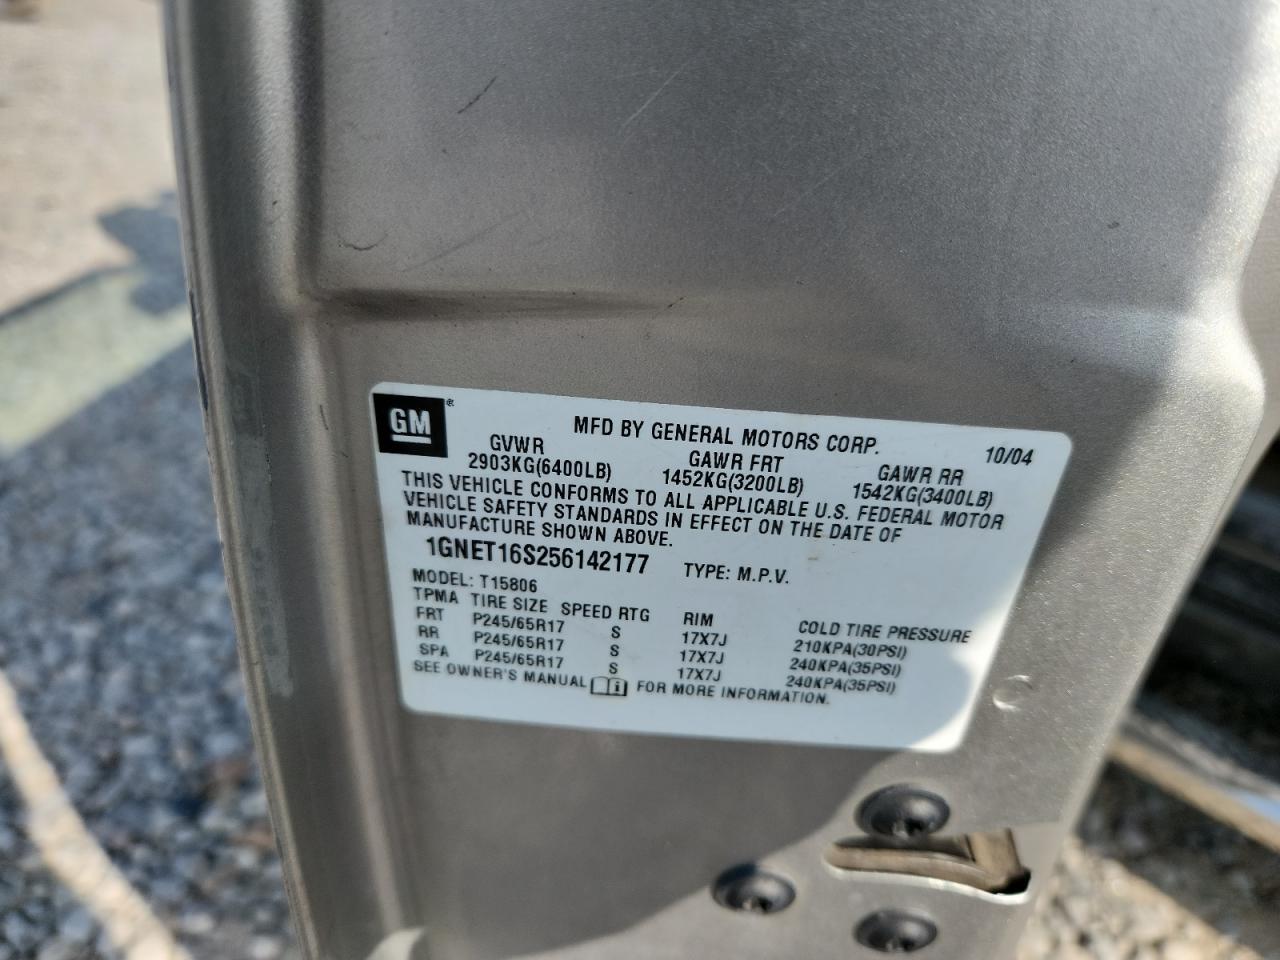 GM®
MFD BY GENERAL MOTORS CORP. 10/04
GVWR GAWR FRT GAWR RR
2903KG(6400LB) 1452KG(3200LB) 1542KG(3400LB)
THIS VEHICLE CONFORMS TO ALL APPLICABLE U.S. FEDERAL MOTOR
VEHICLE SAFETY STANDARDS IN EFFECT ON THE DATE OF
MANUFACTURE SHOWN ABOVE.
1GNET16S256142177 TYPE: M.P.V.
MODEL: T15806
TPMA TIRE SIZE SPEED RTG RIM COLD TIRE PRESSURE
FRT P245/65R17 S 17X7J 210KPA(30PSI)
RR P245/65R17 S 17X7J 240KPA(35PSI)
SPA P245/65R17 S 17X7J 240KPA(35PSI)
SEE OWNER'S MANUAL i FOR MORE INFORMATION.